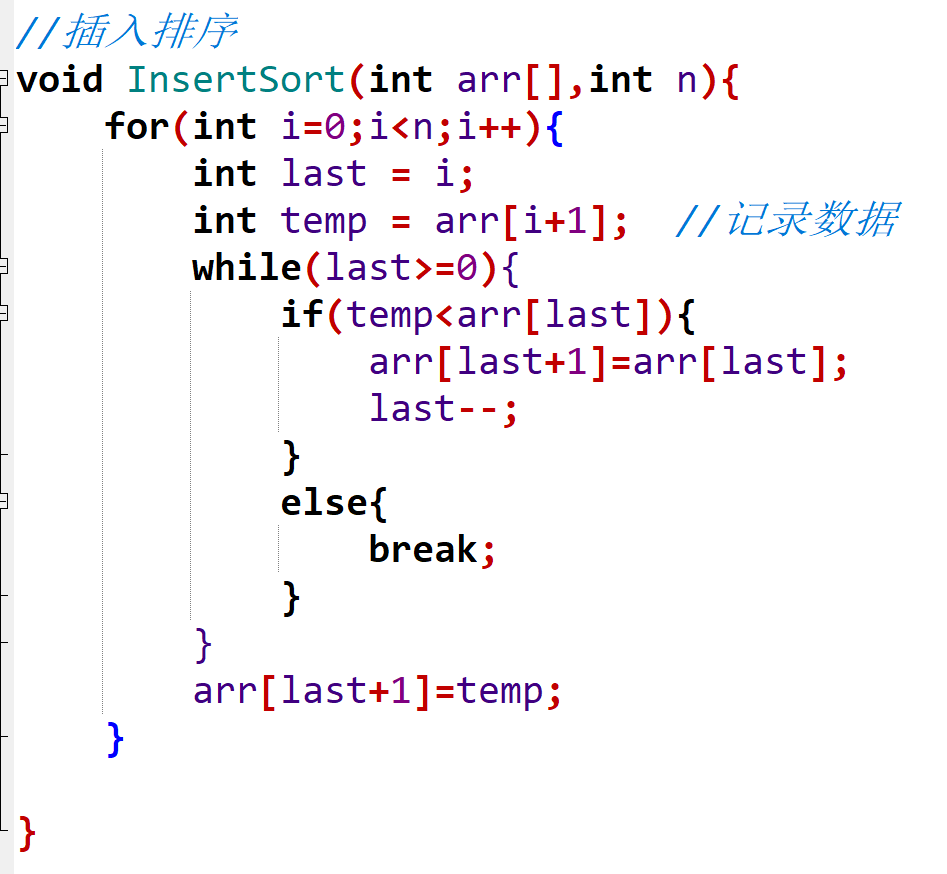 //插入排序
void InsertSort(int arr[],int n){
    for(int i=0;i<n;i++){
        int last = i;
        int temp = arr[i+1];  //记录数据
        while(last>=0){
            if(temp<arr[last]){
                arr[last+1]=arr[last];
                last--;
            }
            else{
                break;
            }
        }
        arr[last+1]=temp;
    }
}